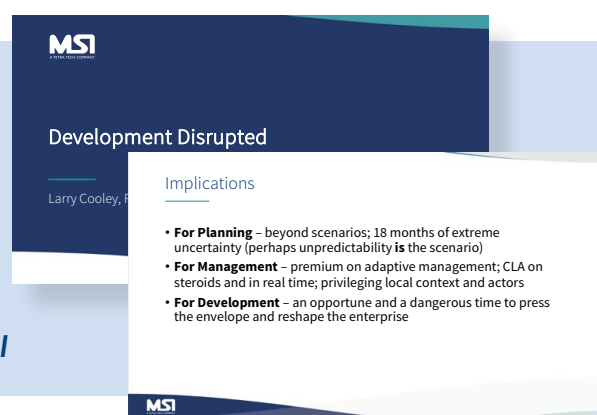 MSI
A TETRA TECH COMPANY
Development Disrupted
Larry Cooley,
Implications
• For Planning – beyond scenarios; 18 months of extreme
uncertainty (perhaps unpredictability is the scenario)
• For Management – premium on adaptive management; CLA on
steroids and in real time; privileging local context and actors
• For Development – an opportune and a dangerous time to press
the envelope and reshape the enterprise
MSI